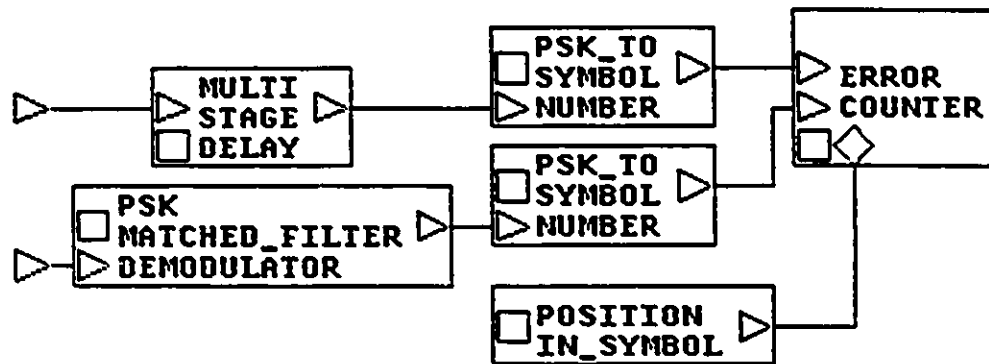 MULTI
STAGE
DELAY
PSK_TO
SYMBOL
NUMBER
ERROR
COUNTER
PSK_TO
SYMBOL
NUMBER
PSK
MATCHED_FILTER
DEMODULATOR
POSITION
IN_SYMBOL